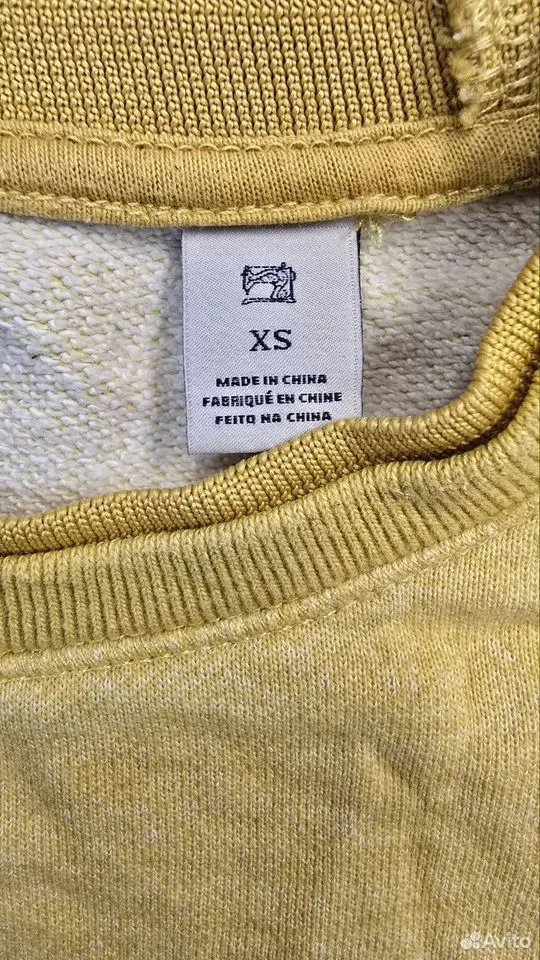 XS
MADE IN CHINA
FABRIQUÉ EN CHINE
FEITO NA CHINA
Avito